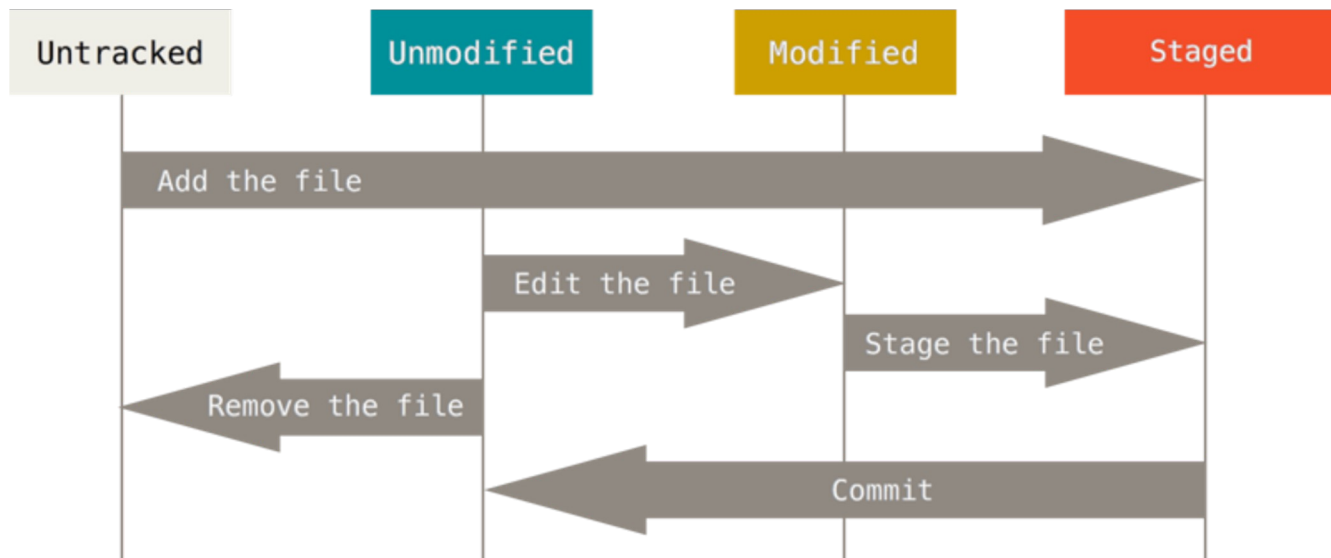 Untracked
Unmodified
Modified
Staged
Add the file
Edit the file
Stage the file
Remove the file
Commit